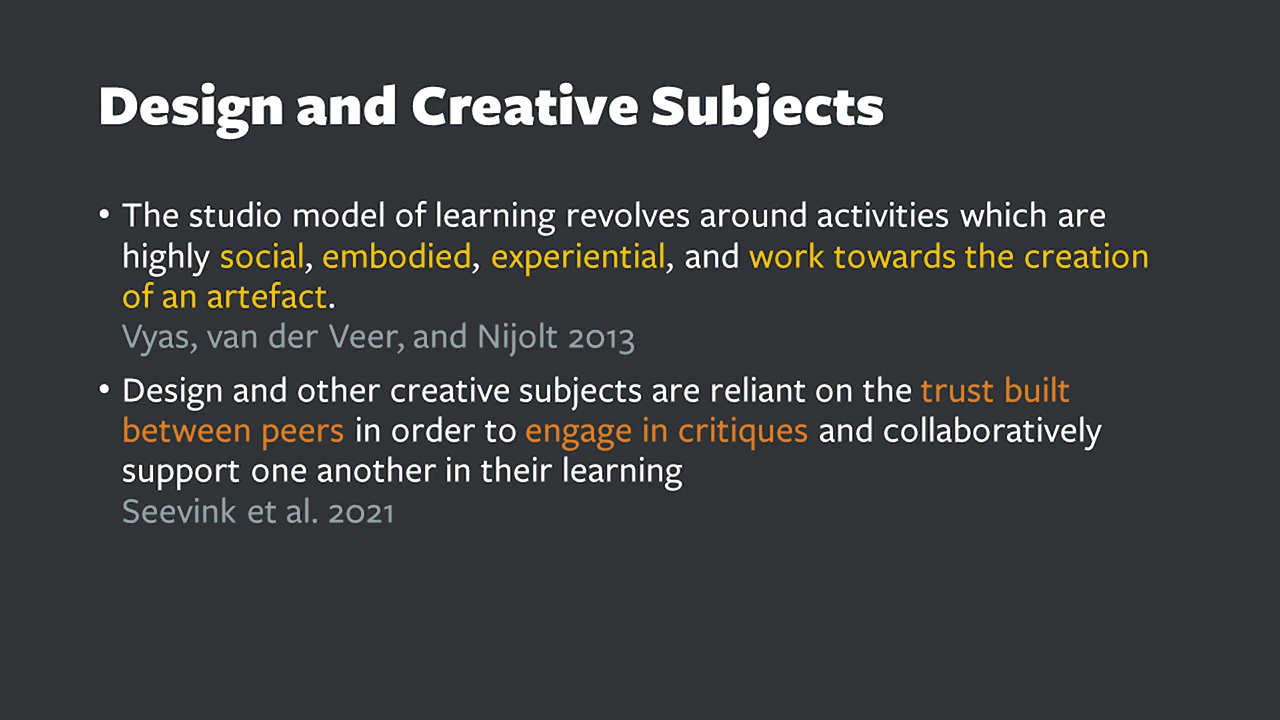 Design and Creative Subjects
• The studio model of learning revolves around activities which are
highly social, embodied, experiential, and work towards the creation
of an artefact.
Vyas, van der Veer, and Nijolt 2013
• Design and other creative subjects are reliant on the trust built
between peers in order to engage in critiques and collaboratively
support one another in their learning
Seevink et al. 2021